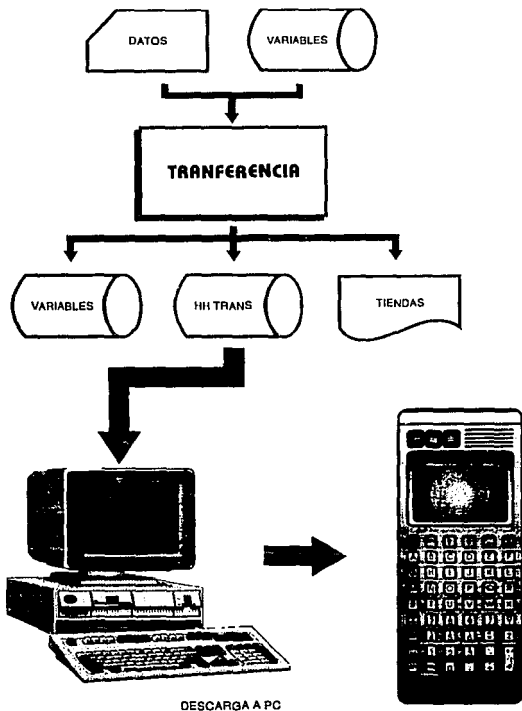 DATOS
VARIABLES
TRANFERENCIA
VARIABLES
HH TRANS
TIENDAS
DESCARGA A PC